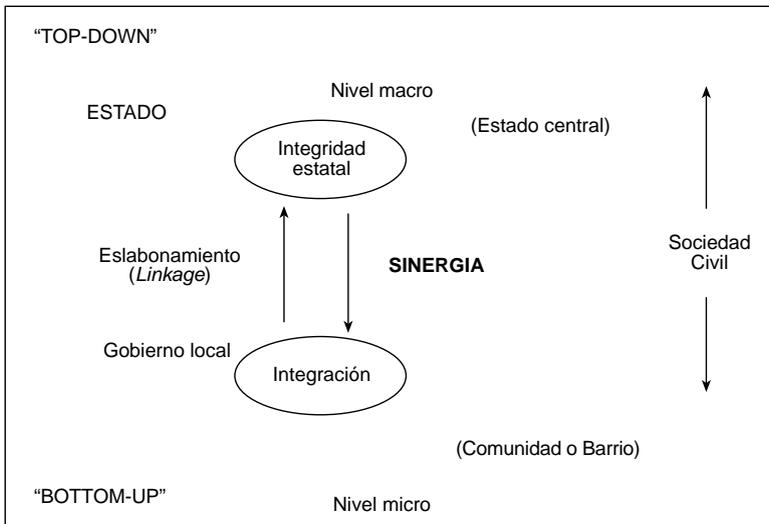 “TOP-DOWN”
Nivel macro
ESTADO
(Estado central)
Integridad
estatal
Eslabonamiento
(Linkage)
SINERGIA
Sociedad
Civil
Gobierno local
Integración
(Comunidad o Barrio)
“BOTTOM-UP”
Nivel micro